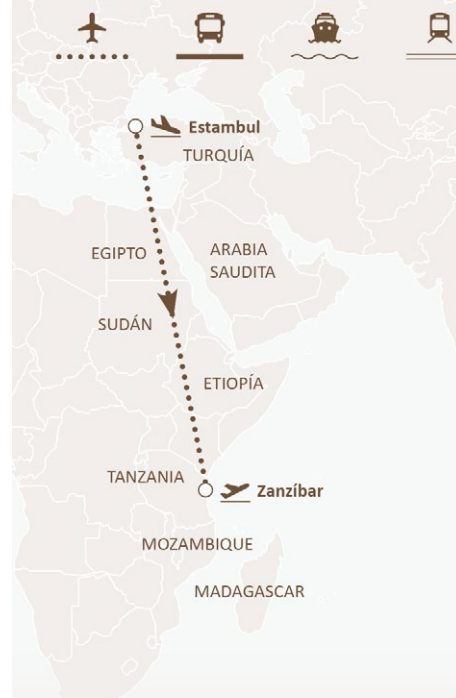 Estambul
TURQUÍA
EGIPTO
ARABIA
SAUDITA
SUDÁN
ETIOPÍA
TANZANIA
Zanzíbar
MOZAMBIQUE
MADAGASCAR